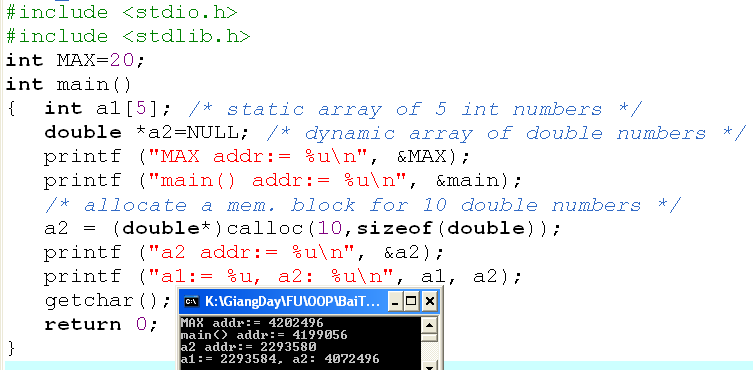 #include <stdio.h>
#include <stdlib.h>
int MAX=20;
int main()
{  int a1[5]; /* static array of 5 int numbers */
   double *a2=NULL; /* dynamic array of double numbers */
   printf ("MAX addr:= %u\n", &MAX);
   printf ("main() addr:= %u\n", &main);
   /* allocate a mem. block for 10 double numbers */
   a2 = (double*)calloc(10,sizeof(double));
   printf ("a2 addr:= %u\n", &a2);
   printf ("a1:= %u, a2: %u\n", a1, a2);
   getchar();
   return 0;
}
K:\GiangDay\FU\OOP\BaiT...
MAX addr:= 4202496
main() addr:= 4199056
a2 addr:= 2293580
a1:= 2293584, a2: 4072496